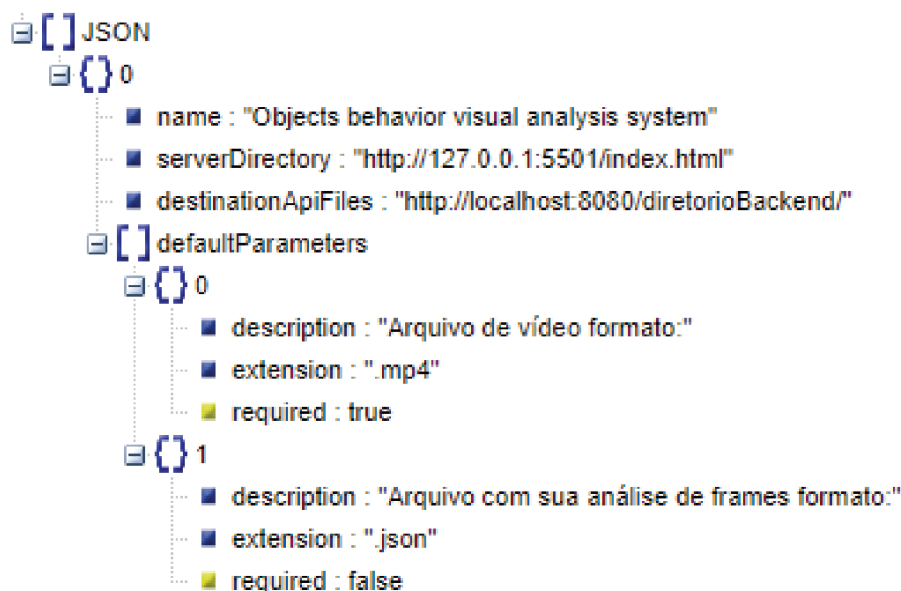 JSON
0
name : "Objects behavior visual analysis system"
serverDirectory : "http://127.0.0.1:5501/index.html"
destinationApiFiles : "http://localhost:8080/diretorioBackend/"
defaultParameters
0
description : "Arquivo de vídeo formato:"
extension : ".mp4"
required : true
1
description : "Arquivo com sua análise de frames formato:"
extension : ".json"
required : false